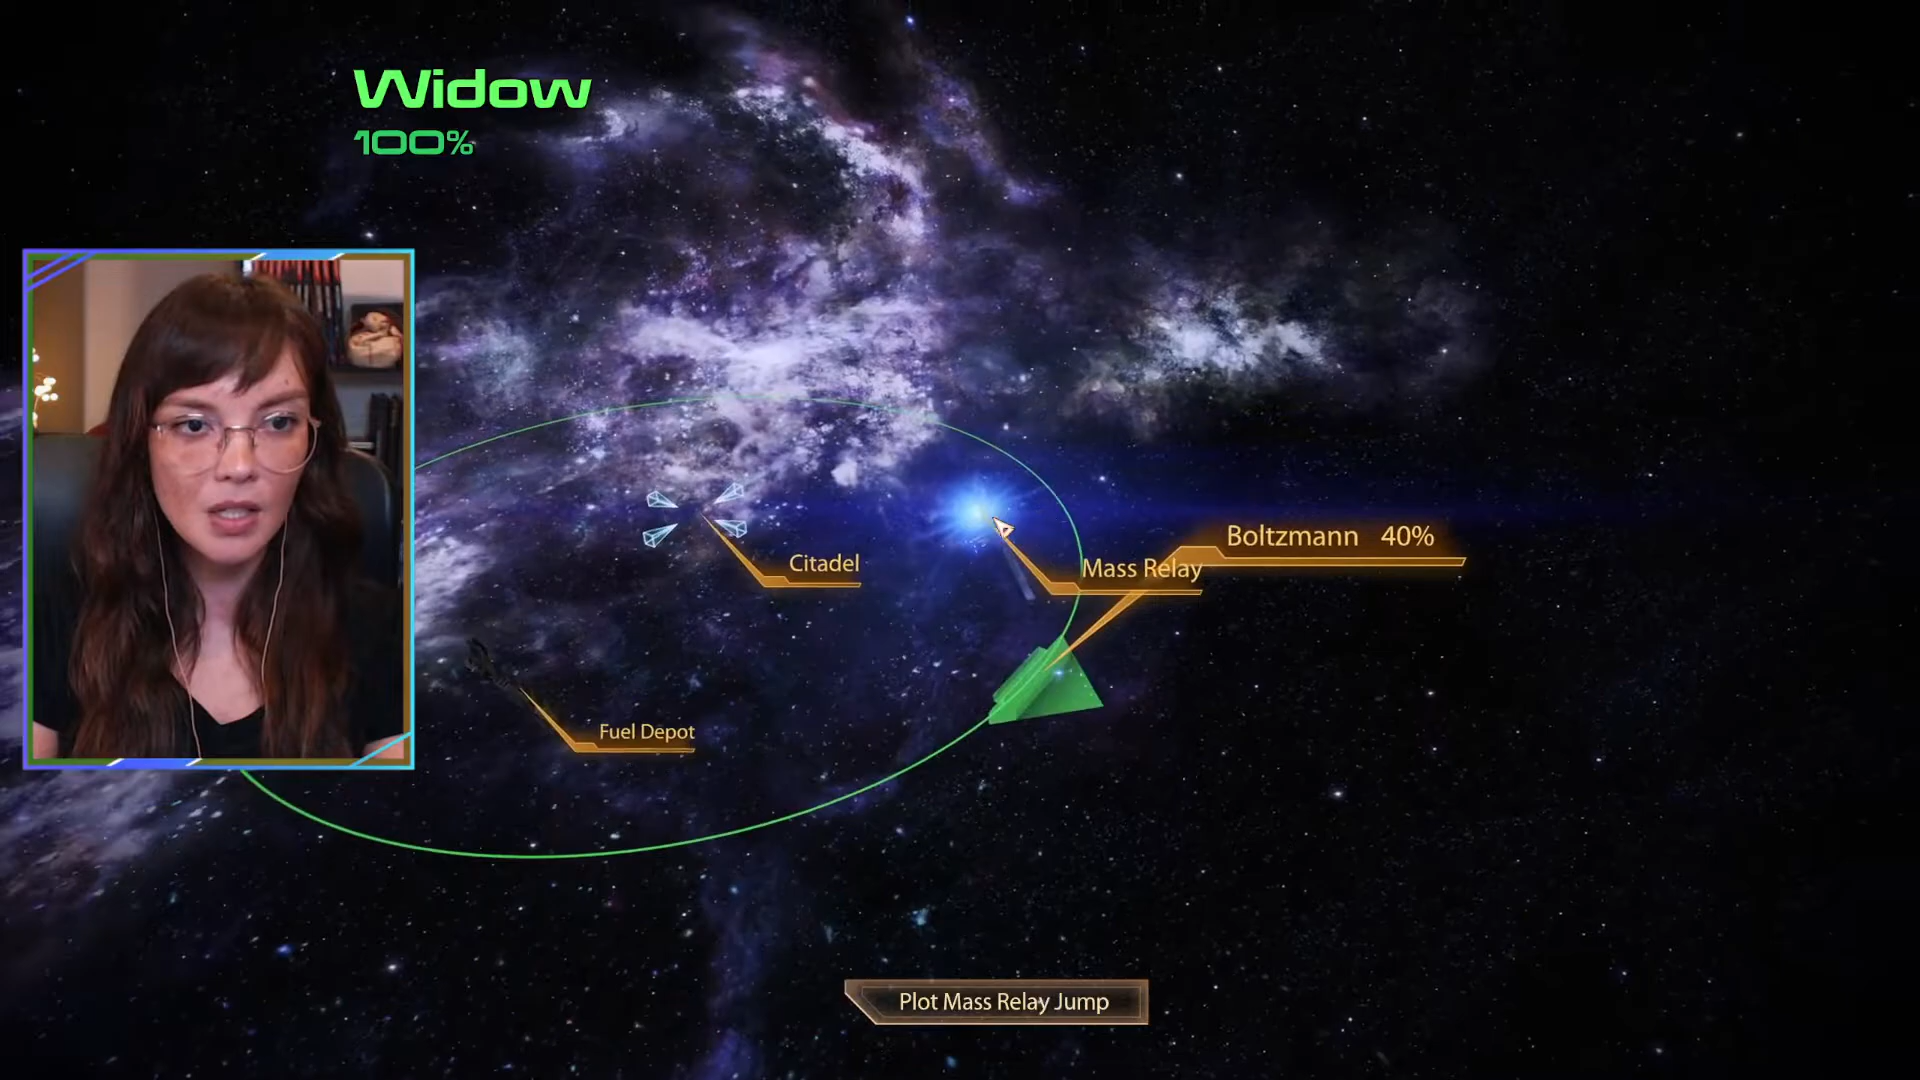 Widow
100%
Boltzmann 40%
Citadel
Mass Relay
Fuel Depot
Plot Mass Relay Jump